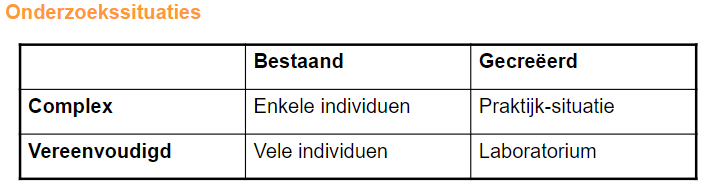 Onderzoekssituaties
Bestaand Gecreëerd
Complex Enkele individuen Praktijk-situatie
Vereenvoudigd Vele individuen Laboratorium